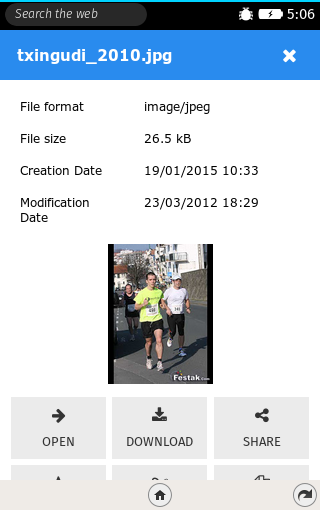 Search the web
5:06
txingudi_2010.jpg
File format image/jpeg
File size 26.5 kB
Creation Date 19/01/2015 10:33
Modification 23/03/2012 18:29
Date
Festak.com
OPEN DOWNLOAD SHARE